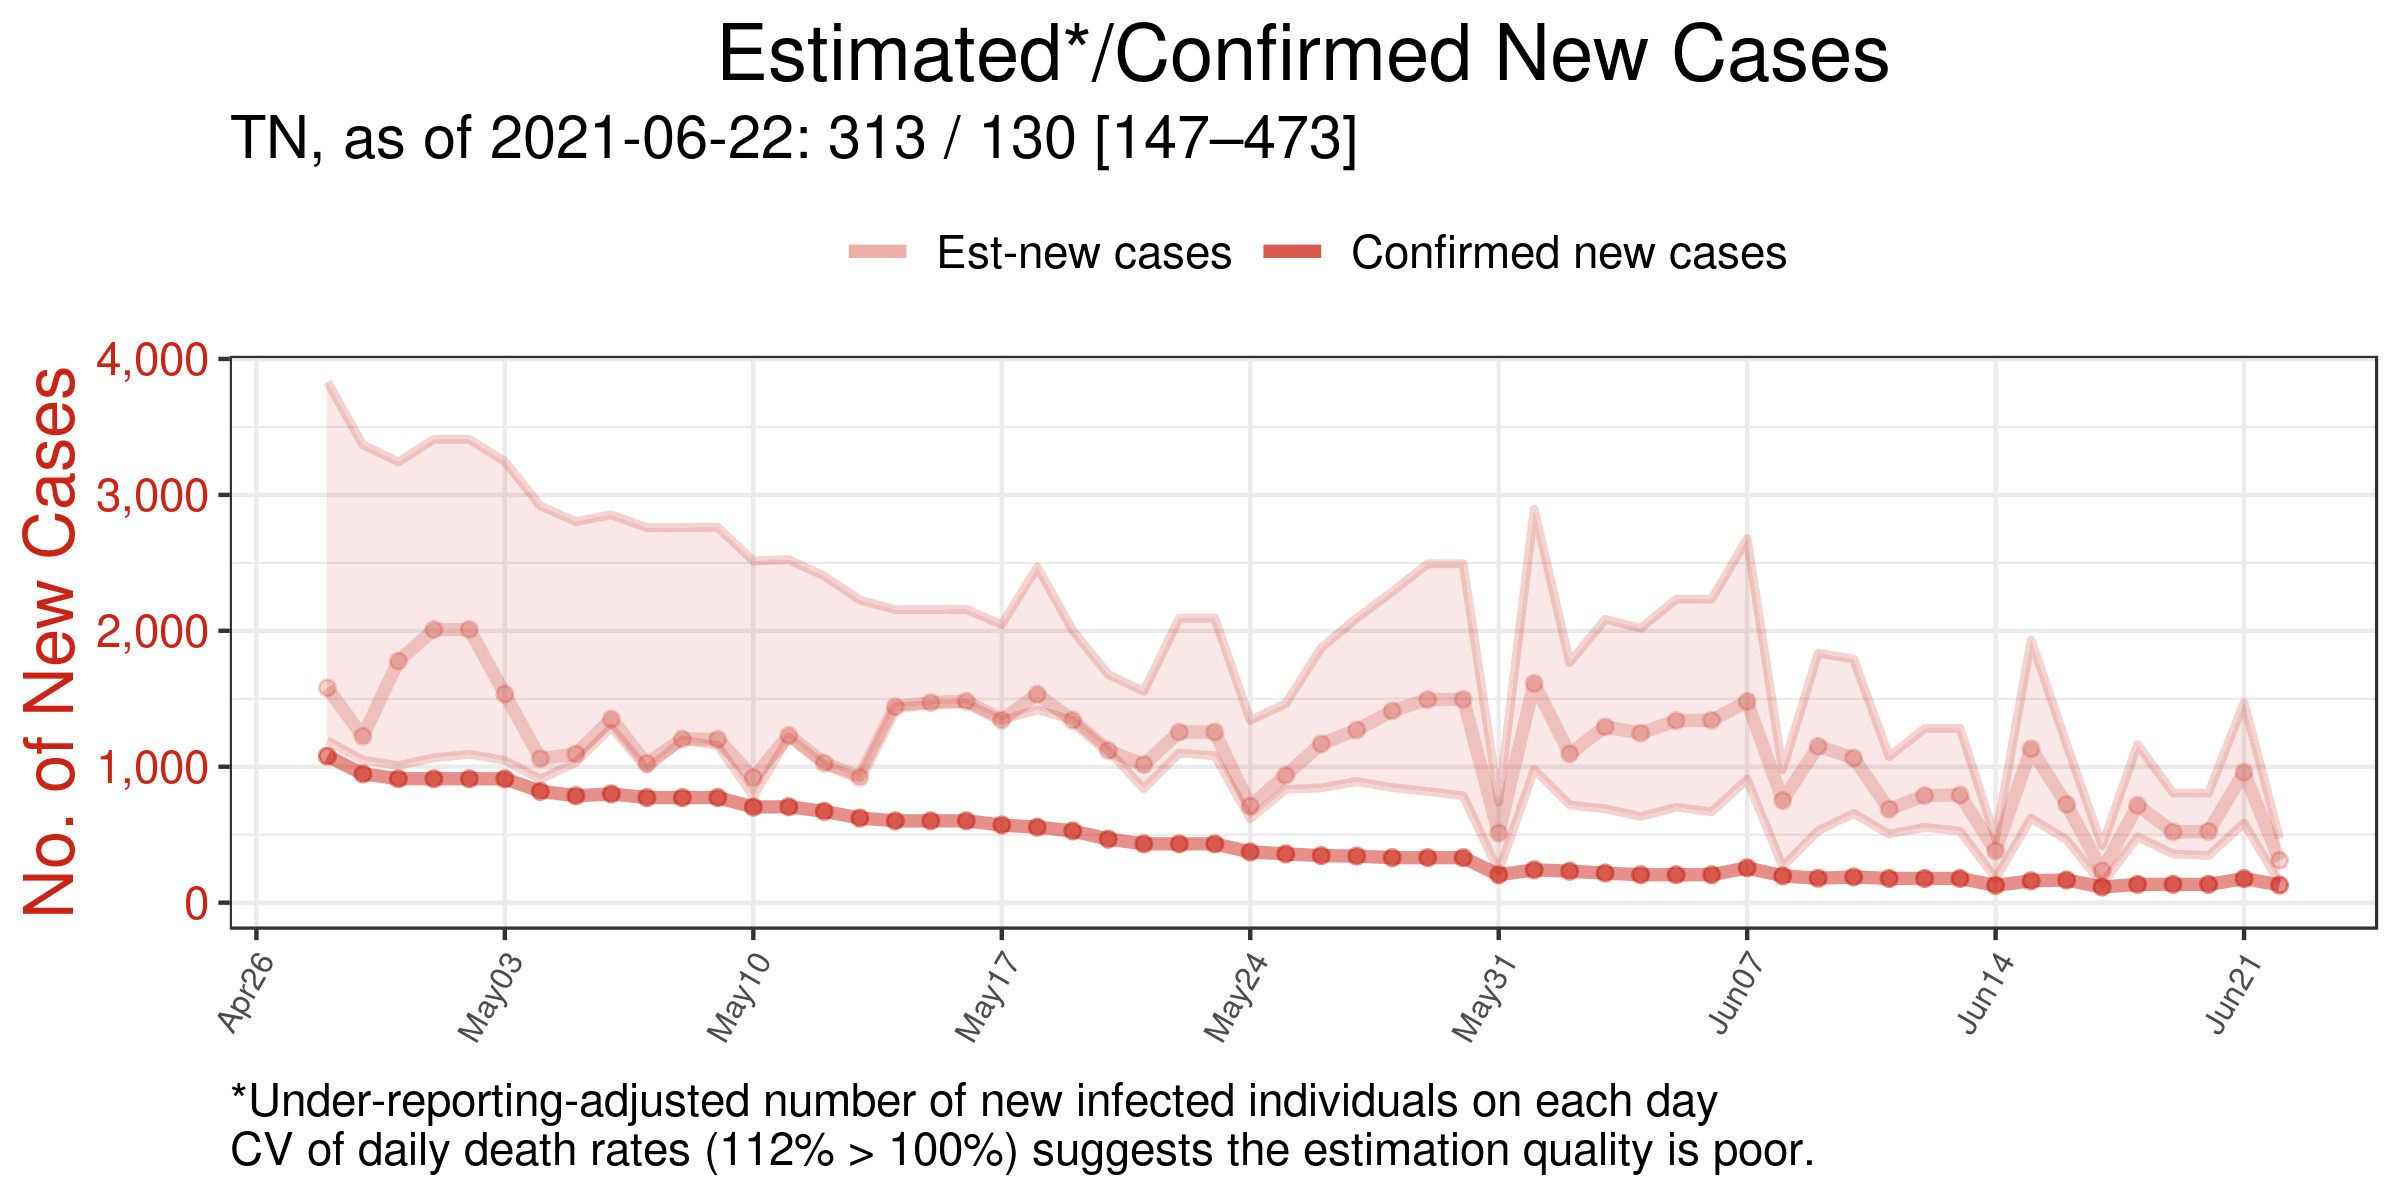 Estimated*/Confirmed New Cases
TN, as of 2021-06-22: 313 / 130 [147–473]
Est-new cases
Confirmed new cases
No. of New Cases
4,000
3,000
2,000
1,000
0
Apr26
May03
May10
May17
May24
May31
Jun07
Jun14
Jun21
*Under-reporting-adjusted number of new infected individuals on each day
CV of daily death rates (112% > 100%) suggests the estimation quality is poor.